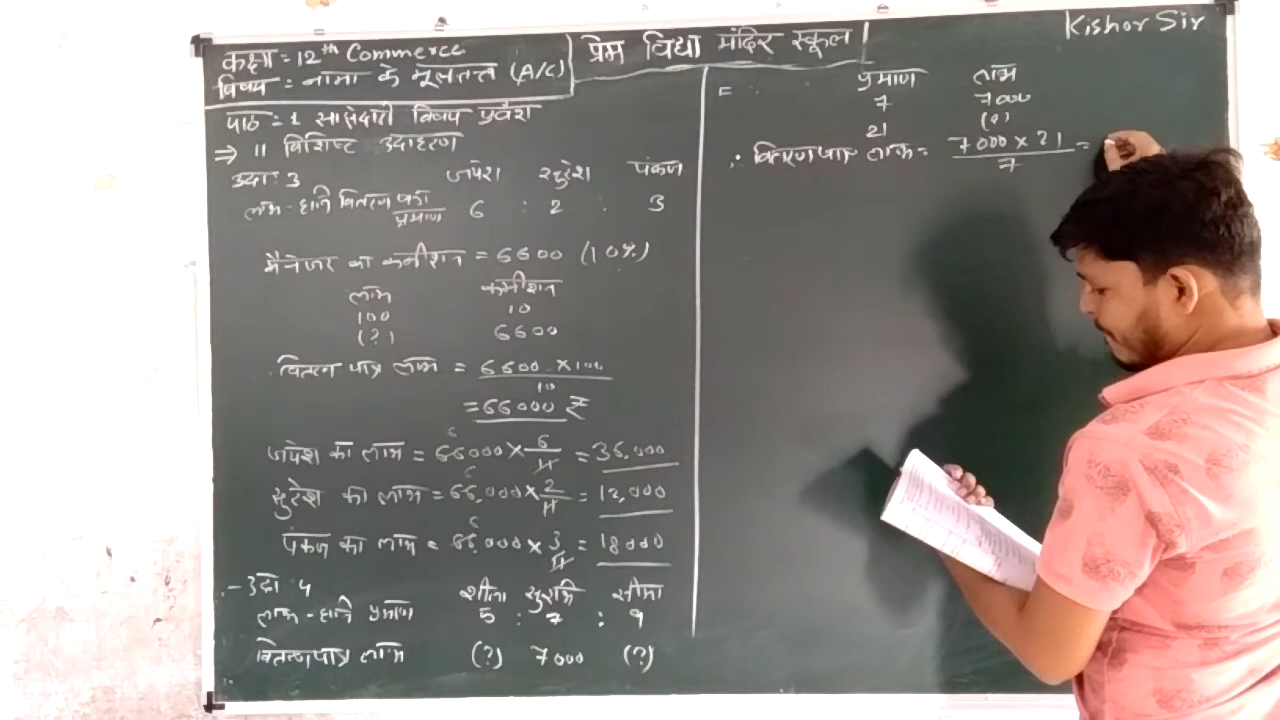 कक्षा = 12th Commerce
विषय = नामा के मूलतत्व (A/c)
प्रेम विद्या मंदिर स्कूल
Kishor Sir
पाठ = 1 साझेदारी विषय प्रवेश
⇒ 11 विशिष्ट उदाहरण
उदा: 3 जयेश सुरेश पंकज
लाभ - हानि वितरण का प्रमाण 6 : 2 : 3
मैनेजर का कमीशन = 6600 (10%)
लाभ कमीशन
100 10
(?) 6600
वितरण पात्र लाभ = 6600 × 100 / 10
= 66000 ₹
जयेश का लाभ = 66000 × 6/11 = 36,000
सुरेश का लाभ = 66,000 × 2/11 = 12,000
पंकज का लाभ = 66,000 × 3/11 = 18000
- उदा 4 शीला सुरभि सीमा
लाभ - हानि प्रमाण 5 : 7 : 9
वितरणपात्र लाभ (?) 7000 (?)
= प्रमाण लाभ
7 7000
21 (?)
∴ वितरणपात्र लाभ = 7000 × 21 / 7 =